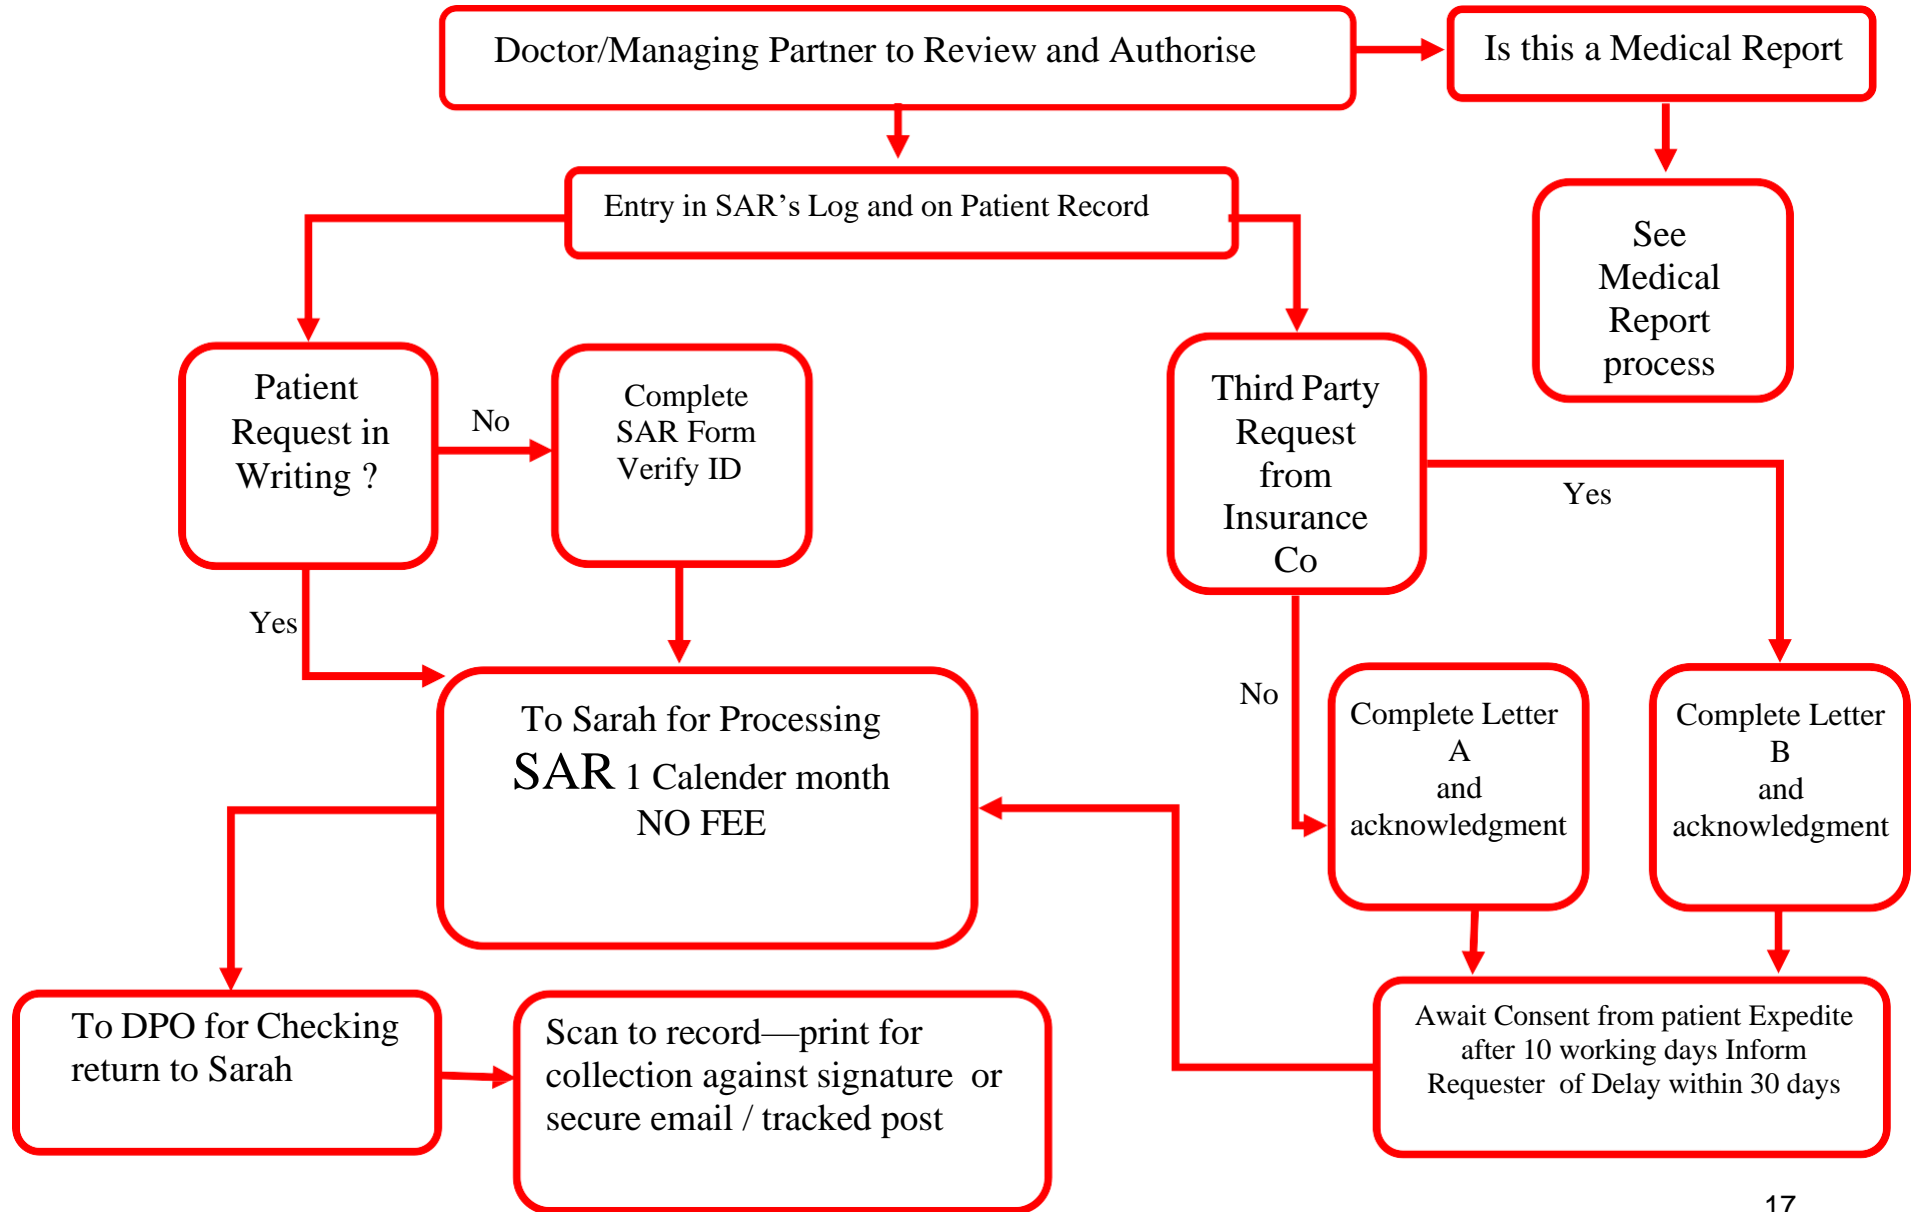 Doctor/Managing Partner to Review and Authorise
Is this a Medical Report
Entry in SAR’s Log and on Patient Record
See
Medical
Report
process
Patient
Request in
Writing ?
No
Complete
SAR Form
Verify ID
Third Party
Request
from
Insurance
Co
Yes
Yes
No
To Sarah for Processing
SAR 1 Calender month
NO FEE
Complete Letter
A
and
acknowledgment
Complete Letter
B
and
acknowledgment
To DPO for Checking
return to Sarah
Scan to record—print for
collection against signature or
secure email / tracked post
Await Consent from patient Expedite
after 10 working days Inform
Requester of Delay within 30 days
17